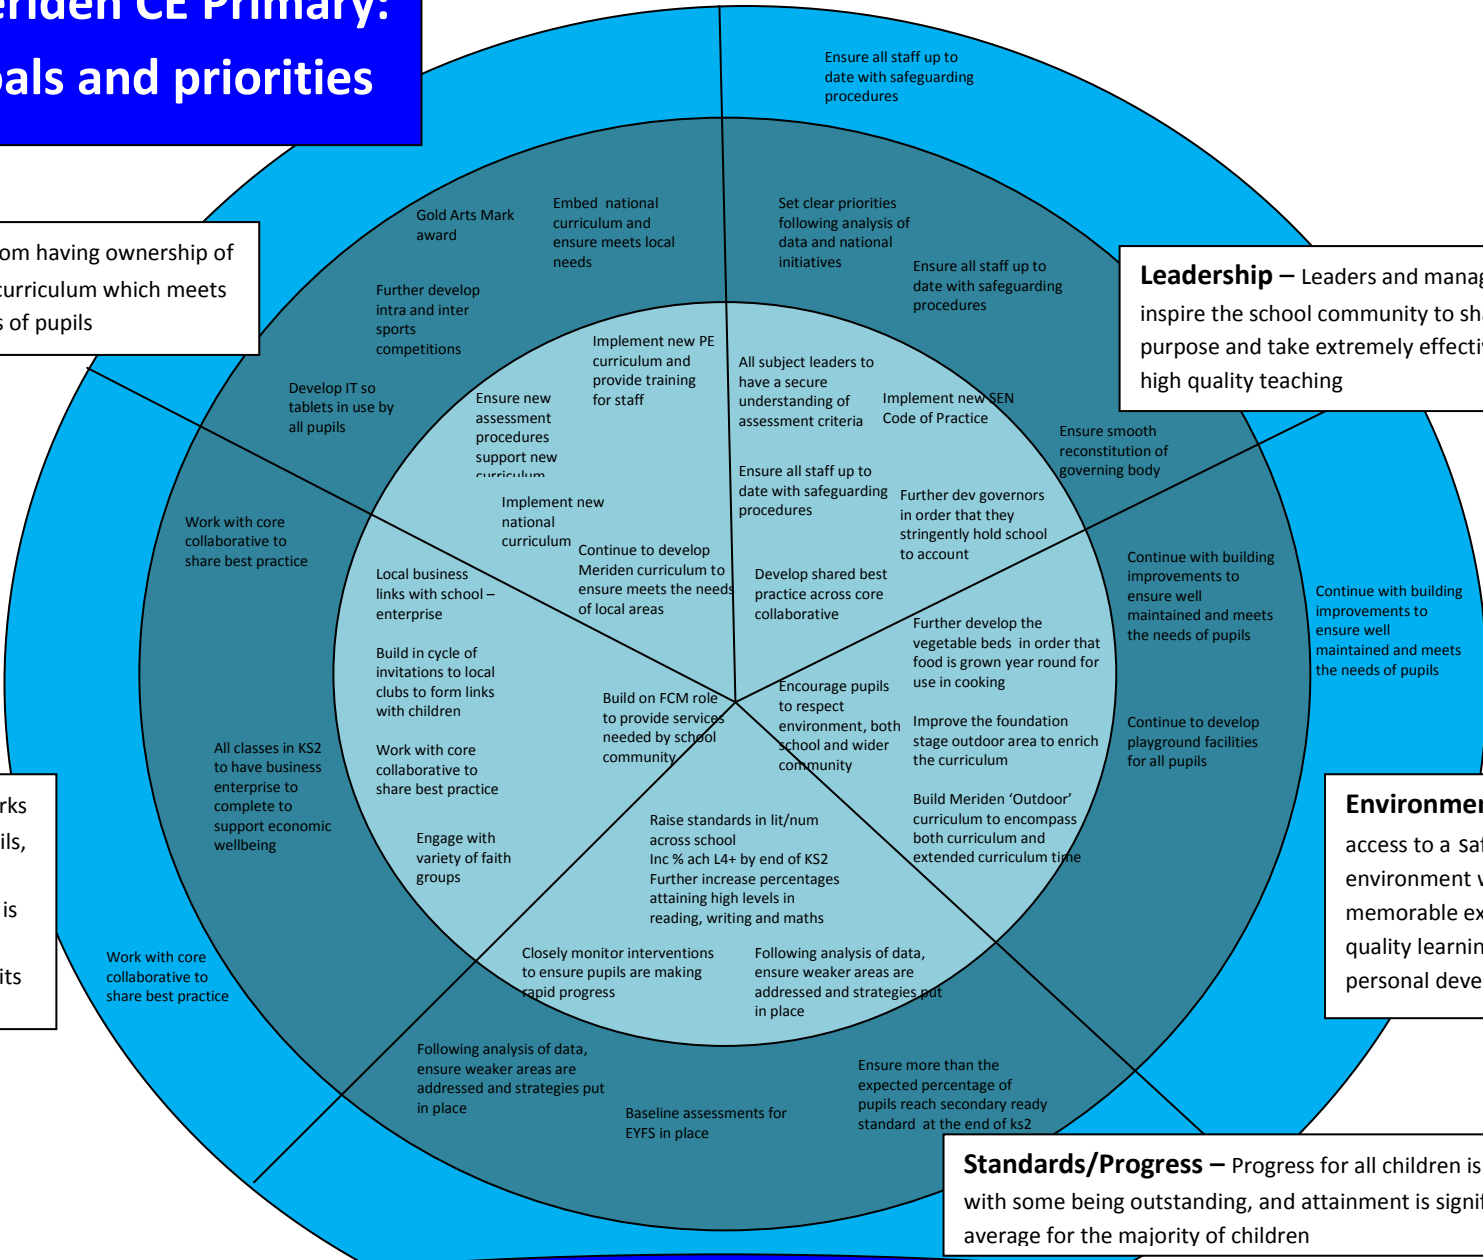 CE Primary:
and priorities
Ensure all staff up to
date with safeguarding
procedures
having ownership of
curriculum which meets
of pupils
Gold Arts Mark
award
Embed national
curriculum and
ensure meets local
needs
Further develop
intra and inter
sports
competitions
Develop IT so
tablets in use by
all pupils
Set clear priorities
following analysis of
data and national
initiatives
Ensure all staff up to
date with safeguarding
procedures
Ensure smooth
reconstitution of
governing body
Leadership – Leaders and
inspire the school community to
purpose and take extremely
high quality teaching
Implement new PE
curriculum and
provide training
for staff
Ensure new
assessment
procedures
support new
curriculum
Implement new
national
curriculum
Continue to develop
Meriden curriculum to
ensure meets the needs
of local areas
All subject leaders to
have a secure
understanding of
assessment criteria
Implement new SEN
Code of Practice
Ensure all staff up to
date with safeguarding
procedures
Further dev governors
in order that they
stringently hold school
to account
Develop shared best
practice across core
collaborative
Work with core
collaborative to
share best practice
All classes in KS2
to have business
enterprise to
complete to
support economic
wellbeing
Work with core
collaborative to
share best practice
Local business
links with school –
enterprise
Build in cycle of
invitations to local
clubs to form links
with children
Work with core
collaborative to
share best practice
Engage with
variety of faith
groups
Build on FCM role
to provide services
needed by school
community
Encourage pupils
to respect
environment, both
school and wider
community
Further develop the
vegetable beds in order that
food is grown year round for
use in cooking
Improve the foundation
stage outdoor area to enrich
the curriculum
Build Meriden ‘Outdoor’
curriculum to encompass
both curriculum and
extended curriculum time
Continue with building
improvements to
ensure well
maintained and meets
the needs of pupils
Continue to develop
playground facilities
for all pupils
Continue with building
improvements to
ensure well
maintained and meets
the needs of pupils
is
access to a
environment
memorable
quality
personal
Raise standards in lit/num
across school
Inc % ach L4+ by end of KS2
Further increase percentages
attaining high levels in
reading, writing and maths
Closely monitor interventions
to ensure pupils are making
rapid progress
Following analysis of data,
ensure weaker areas are
addressed and strategies put
in place
Following analysis of data,
ensure weaker areas are
addressed and strategies put
in place
Baseline assessments for
EYFS in place
Ensure more than the
expected percentage of
pupils reach secondary ready
standard at the end of ks2
Standards/Progress – Progress for all children is
with some being outstanding, and attainment is
average for the majority of children